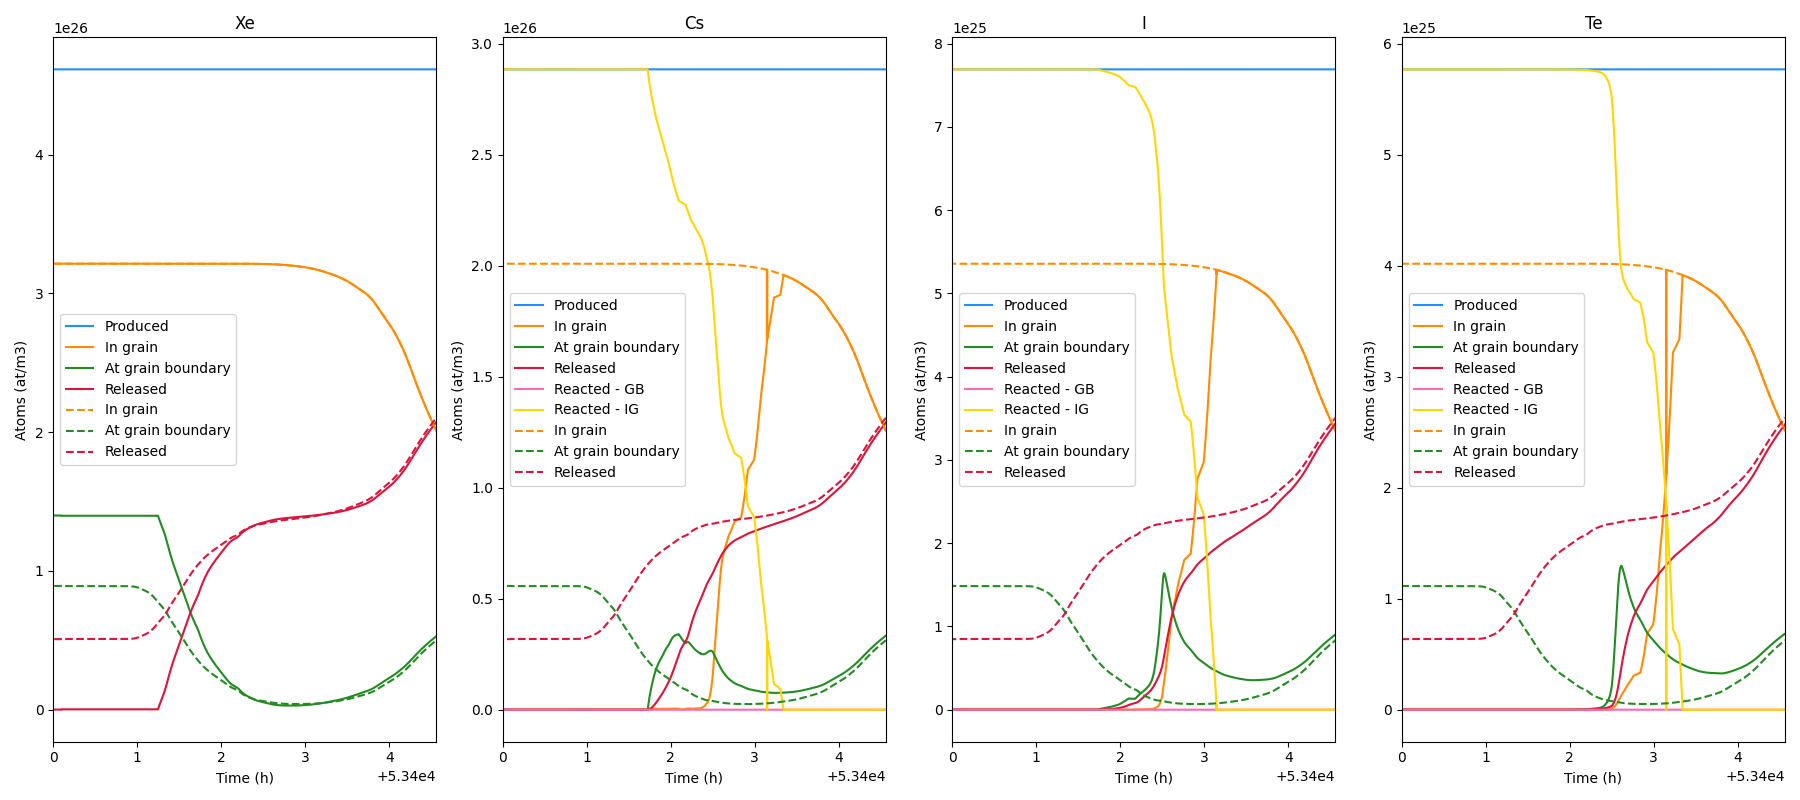 Xe
1e26
4
3
2
1
0
Atoms (at/m3)
Produced
In grain
At grain boundary
Released
In grain
At grain boundary
Released
0
1
2
3
4
Time (h)
+5.34e4
Cs
1e26
3.0
2.5
2.0
1.5
1.0
0.5
0.0
Atoms (at/m3)
Produced
In grain
At grain boundary
Released
Reacted - GB
Reacted - IG
In grain
At grain boundary
Released
0
1
2
3
4
Time (h)
+5.34e4
I
1e25
8
7
6
5
4
3
2
1
0
Atoms (at/m3)
Produced
In grain
At grain boundary
Released
Reacted - GB
Reacted - IG
In grain
At grain boundary
Released
0
1
2
3
4
Time (h)
+5.34e4
Te
1e25
6
5
4
3
2
1
0
Atoms (at/m3)
Produced
In grain
At grain boundary
Released
Reacted - GB
Reacted - IG
In grain
At grain boundary
Released
0
1
2
3
4
Time (h)
+5.34e4